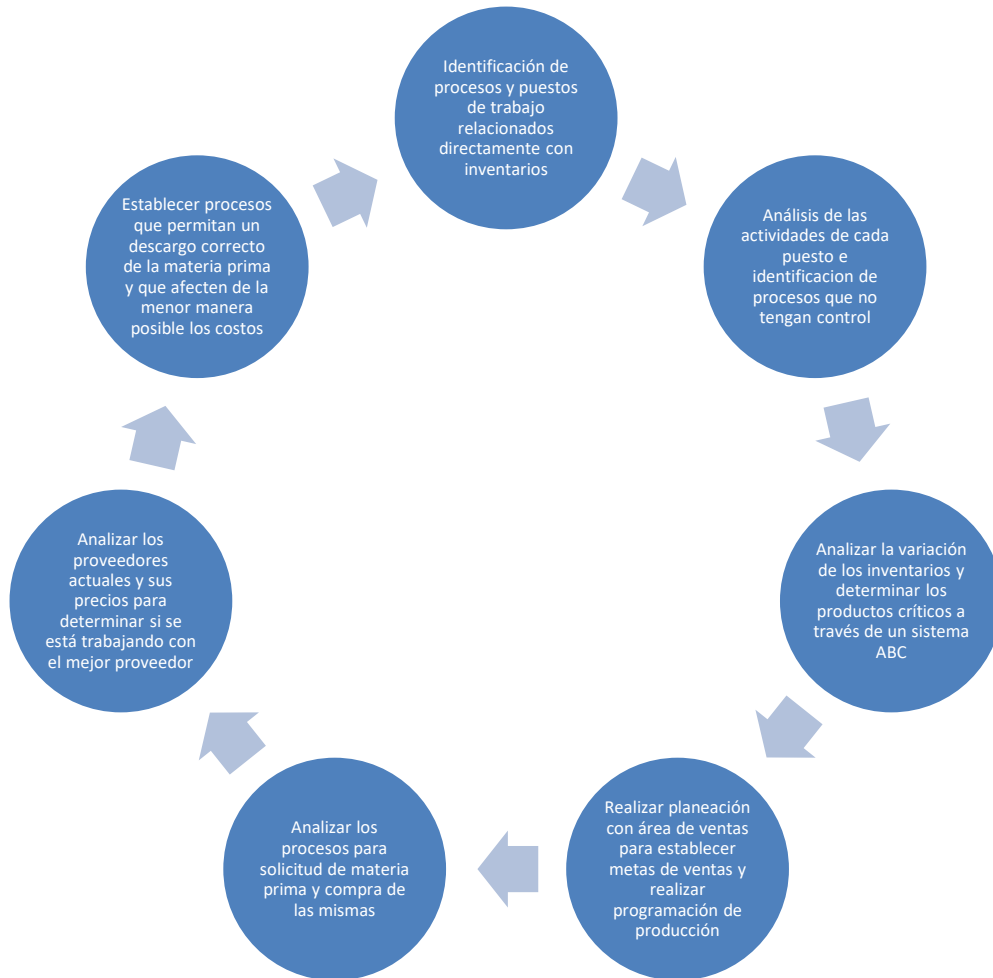 Identificación de
procesos y puestos
de trabajo
relacionados
directamente con
inventarios
Análisis de las
actividades de cada
puesto e
identificacion de
procesos que no
tengan control
Analizar la variación
de los inventarios y
determinar los
productos críticos a
través de un sistema
ABC
Realizar planeación
con área de ventas
para establecer
metas de ventas y
realizar
programación de
producción
Analizar los
procesos para
solicitud de materia
prima y compra de
las mismas
Analizar los
proveedores
actuales y sus
precios para
determinar si se
está trabajando con
el mejor proveedor
Establecer procesos
que permitan un
descargo correcto
de la materia prima
y que afecten de la
menor manera
posible los costos